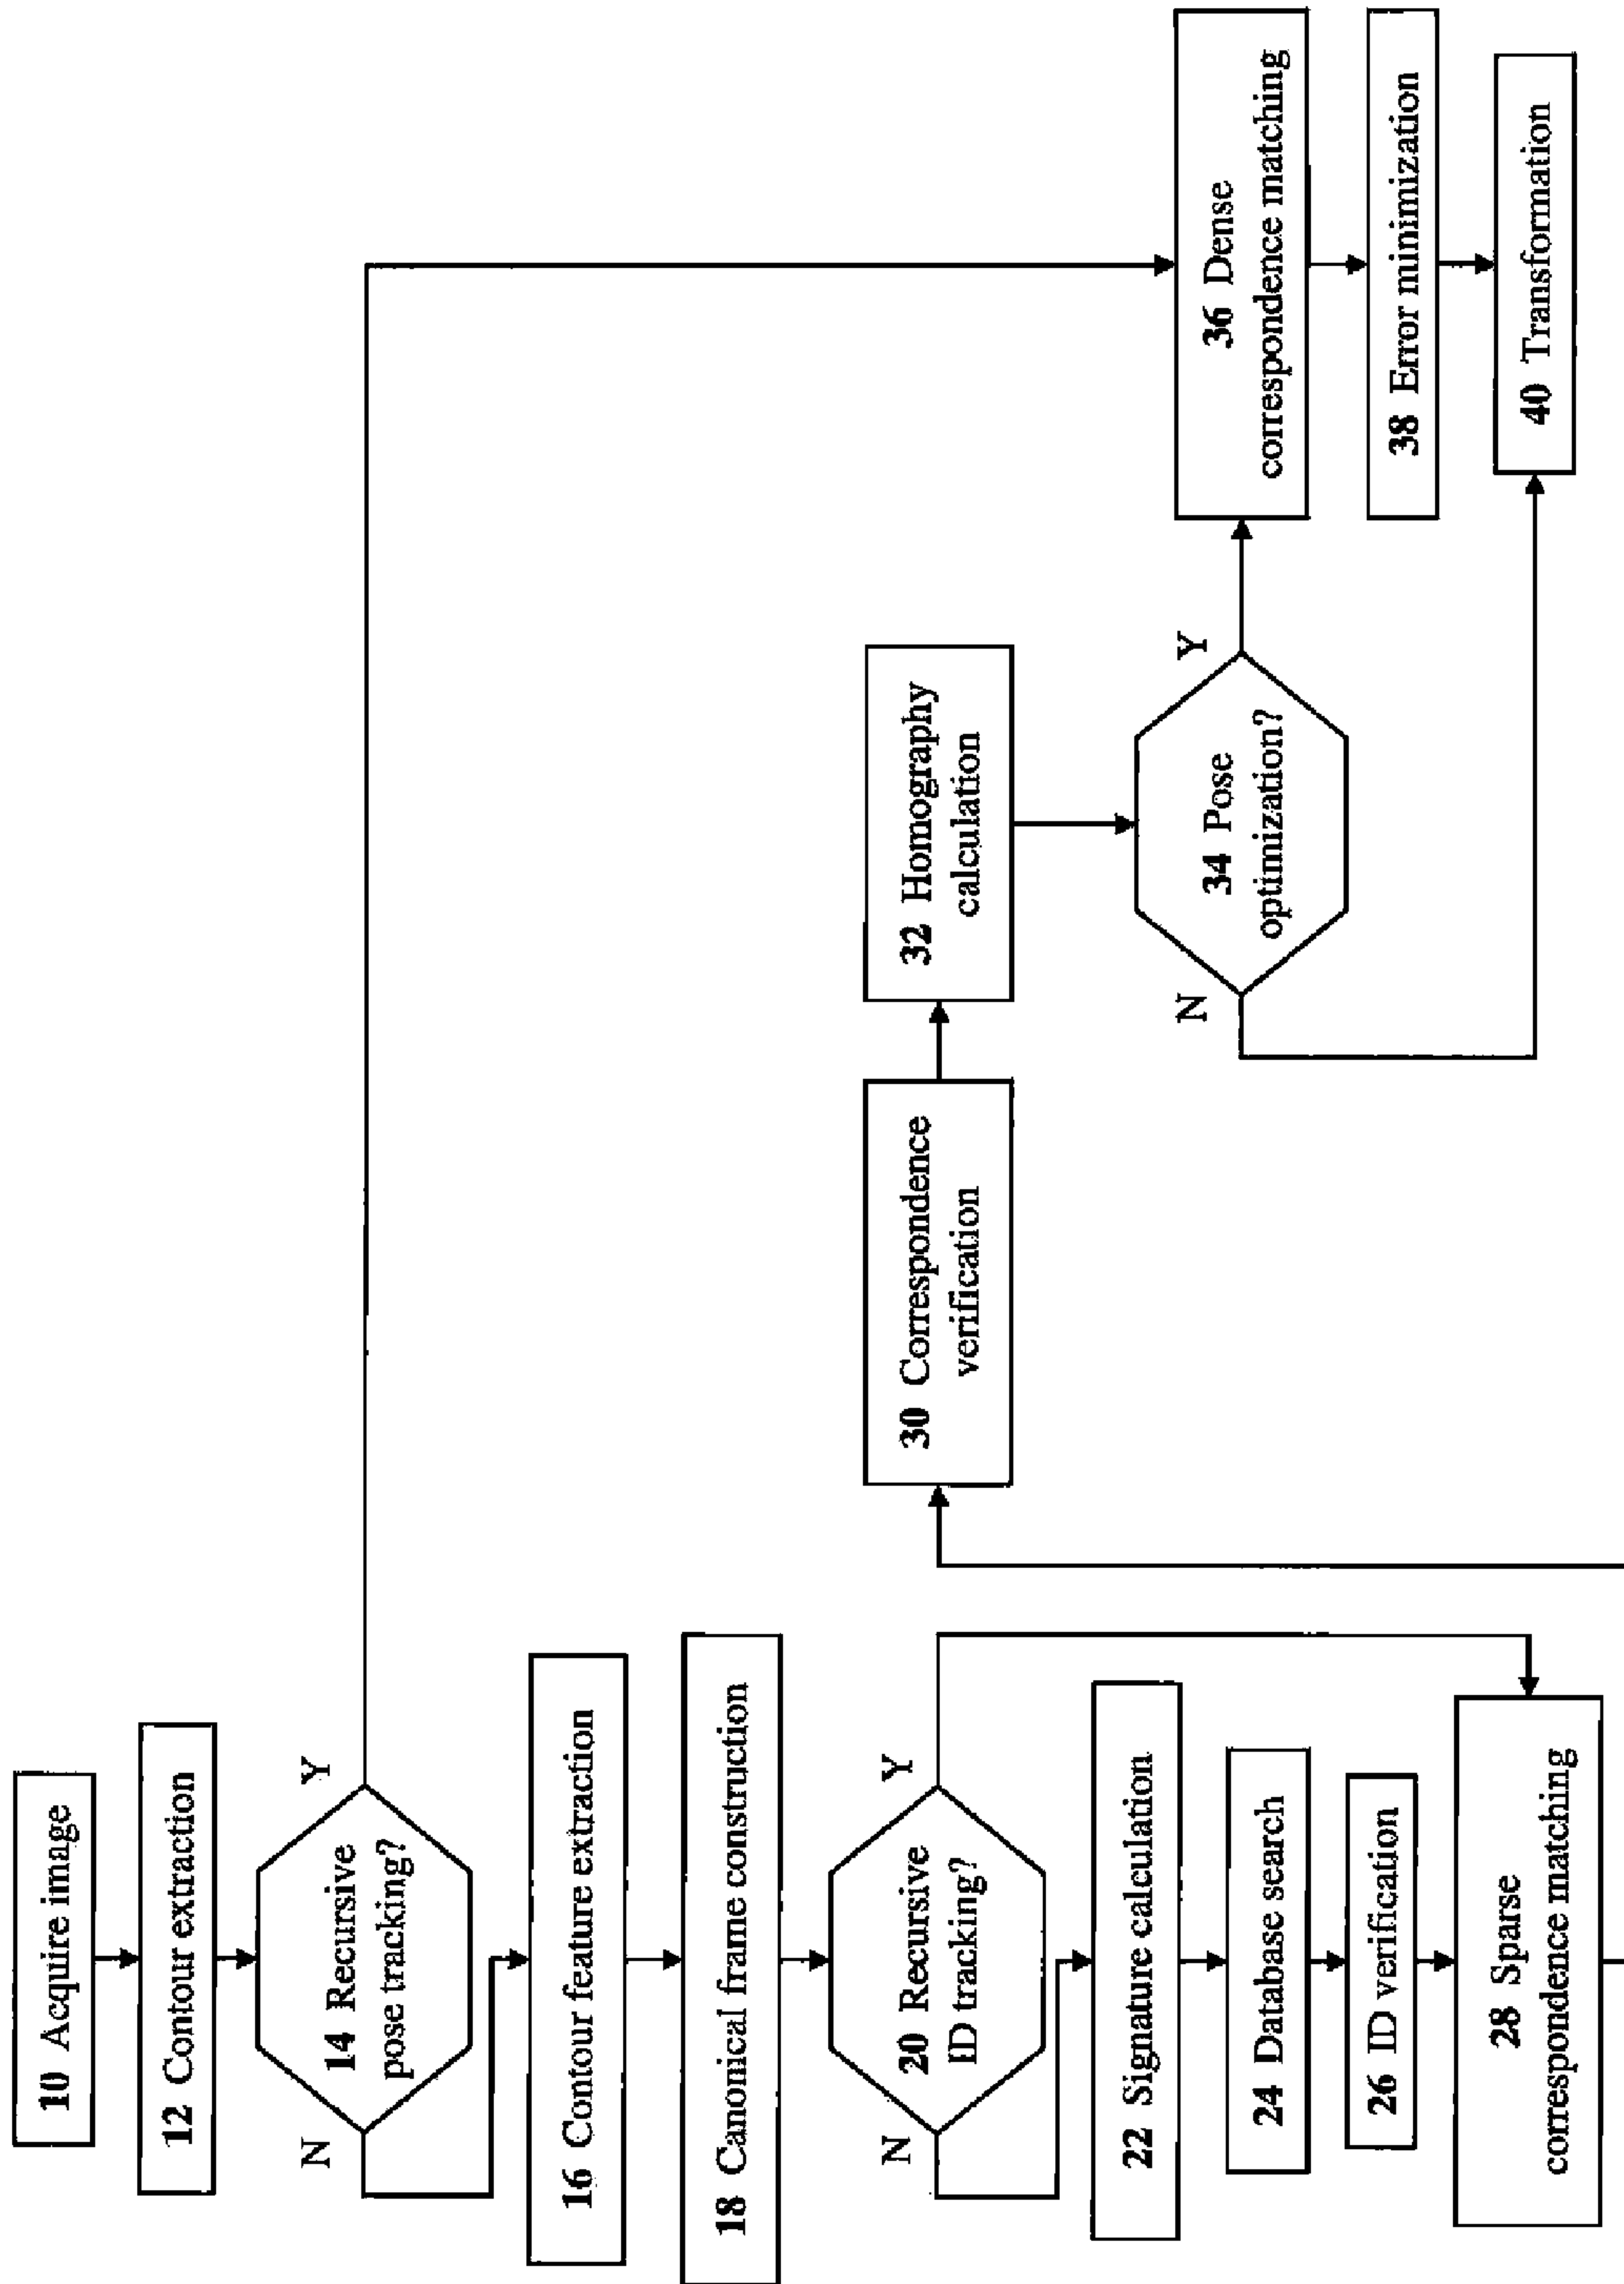 10 Acquire image
12 Contour extraction
14 Recursive
pose tracking?
N
Y
16 Contour feature extraction
18 Canonical frame construction
20 Recursive
ID tracking?
N
Y
22 Signature calculation
24 Database search
26 ID verification
28 Sparse
correspondence matching
30 Correspondence
verification
32 Homography
calculation
34 Pose
optimization?
N
Y
36 Dense
correspondence matching
38 Error minimization
40 Transformation